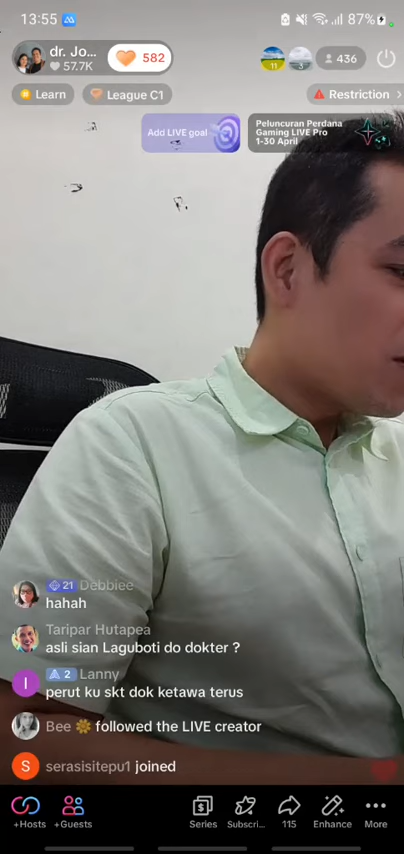 13:55
87%
dr. Jo...
57.7K
582
11
3
436
Learn
League C1
Restriction
Add LIVE goal
Peluncuran Perdana
Gaming LIVE Pro
1-30 April
21 Debbiee
hahah
Taripar Hutapea
asli sian Laguboti do dokter ?
2 Lanny
I
perut ku skt dok ketawa terus
Bee followed the LIVE creator
S
serasisitepu1 joined
+Hosts
+Guests
Series
Subscri...
115
Enhance
More